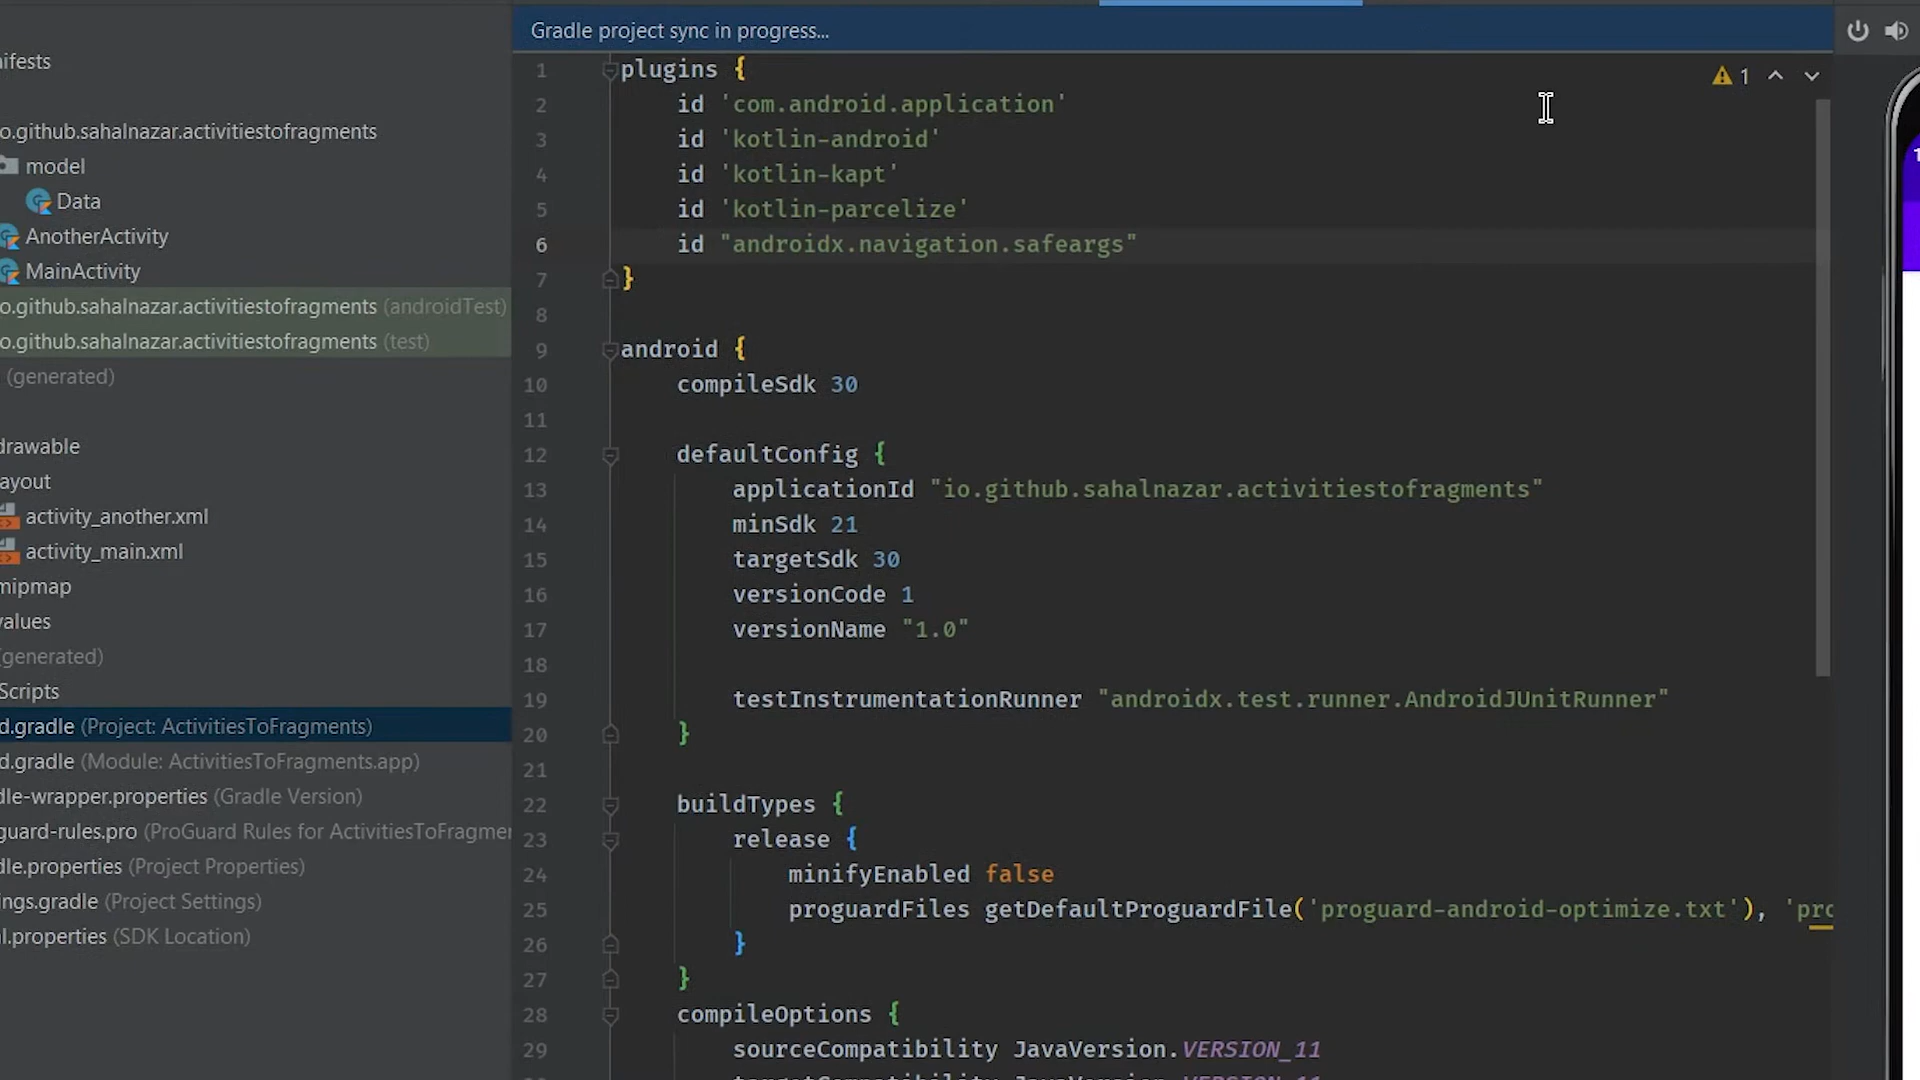 ifests
o.github.sahalnazar.activitiestofragments
model
Data
AnotherActivity
MainActivity
o.github.sahalnazar.activitiestofragments (androidTest)
o.github.sahalnazar.activitiestofragments (test)
(generated)
drawable
ayout
activity_another.xml
activity_main.xml
mipmap
values
(generated)
Scripts
d.gradle (Project: ActivitiesToFragments)
d.gradle (Module: ActivitiesToFragments.app)
dle-wrapper.properties (Gradle Version)
guard-rules.pro (ProGuard Rules for ActivitiesToFragmer
dle.properties (Project Properties)
ings.gradle (Project Settings)
l.properties (SDK Location)
Gradle project sync in progress...
1
1 plugins {
2 id 'com.android.application'
3 id 'kotlin-android'
4 id 'kotlin-kapt'
5 id 'kotlin-parcelize'
6 id "androidx.navigation.safeargs"
7 }
8
9 android {
10 compileSdk 30
11
12 defaultConfig {
13 applicationId "io.github.sahalnazar.activitiestofragments"
14 minSdk 21
15 targetSdk 30
16 versionCode 1
17 versionName "1.0"
18
19 testInstrumentationRunner "androidx.test.runner.AndroidJUnitRunner"
20 }
21
22 buildTypes {
23 release {
24 minifyEnabled false
25 proguardFiles getDefaultProguardFile('proguard-android-optimize.txt'), 'pro
26 }
27 }
28 compileOptions {
29 sourceCompatibility JavaVersion.VERSION_11